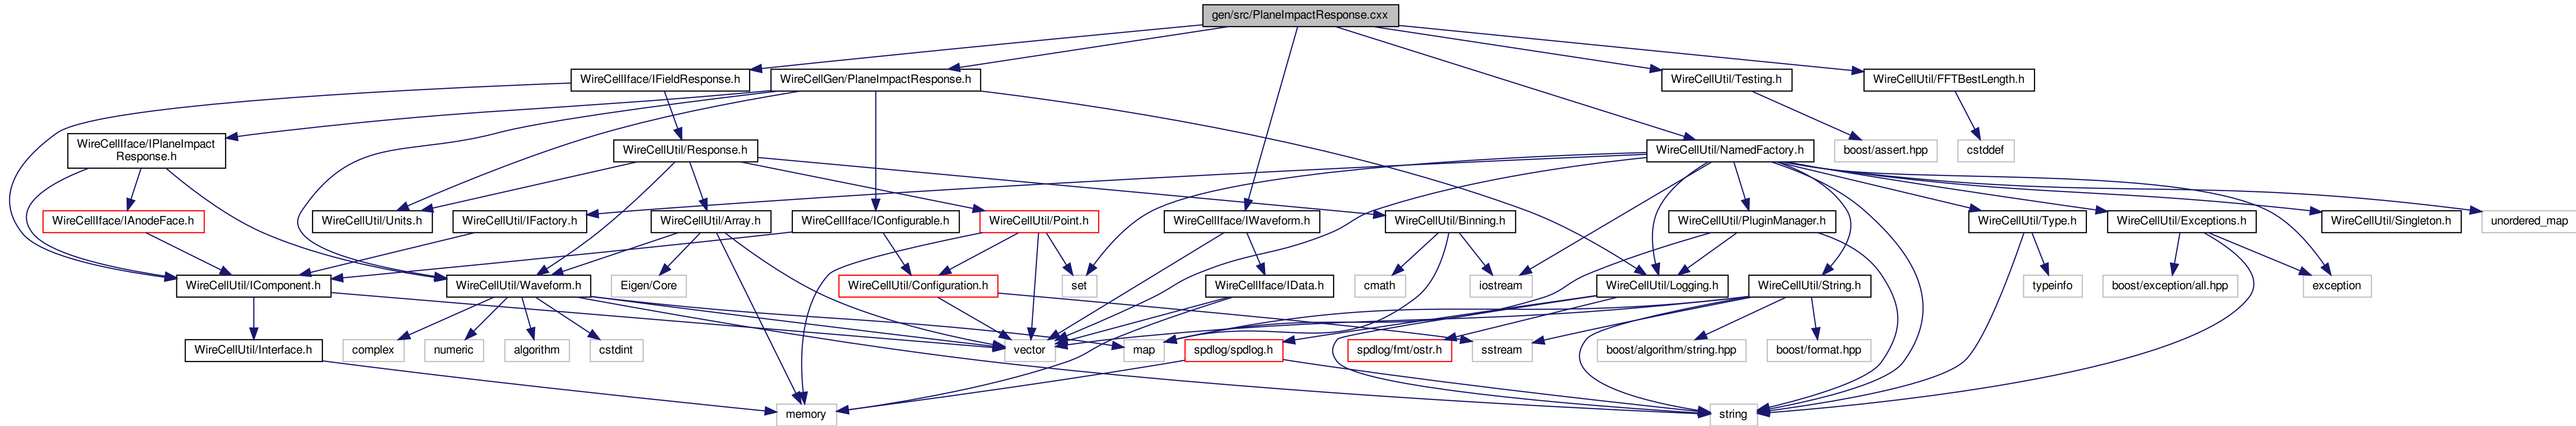 gen/src/PlaneImpactResponse.cxx
WireCellIface/IFieldResponse.h
WireCellGen/PlaneImpactResponse.h
WireCellUtil/Testing.h
WireCellUtil/FFTBestLength.h
WireCellIface/IPlaneImpact
Response.h
WireCellUtil/Response.h
WireCellUtil/NamedFactory.h
boost/assert.hpp
cstddef
WireCellIface/IAnodeFace.h
WireCellUtil/Units.h
WireCellUtil/IFactory.h
WireCellUtil/Array.h
WireCellIface/IConfigurable.h
WireCellUtil/Point.h
WireCellIface/IWaveform.h
WireCellUtil/Binning.h
WireCellUtil/PluginManager.h
WireCellUtil/Type.h
WireCellUtil/Exceptions.h
WireCellUtil/Singleton.h
unordered_map
WireCellUtil/IComponent.h
WireCellUtil/Waveform.h
Eigen/Core
WireCellUtil/Configuration.h
set
WireCellIface/IData.h
cmath
iostream
WireCellUtil/Logging.h
WireCellUtil/String.h
typeinfo
boost/exception/all.hpp
exception
WireCellUtil/Interface.h
complex
numeric
algorithm
cstdint
vector
map
spdlog/spdlog.h
spdlog/fmt/ostr.h
sstream
boost/algorithm/string.hpp
boost/format.hpp
memory
string